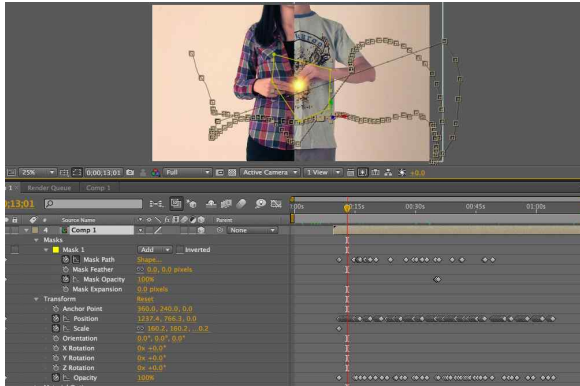 25%
0;00;13;01
Full
Active Camera
1 View
+0.0
Render Queue
Comp 1
;13;01
:00s
0:15s
00:30s
00:45s
01:00s
#
Source Name
Parent
4
Comp 1
None
Masks
Mask 1
Add
Inverted
Mask Path
Shape...
Mask Feather
0.0, 0.0 pixels
Mask Opacity
100%
Mask Expansion
0.0 pixels
Transform
Reset
Anchor Point
360.0, 240.0, 0.0
Position
1237.4, 766.3, 0.0
Scale
160.2, 160.2, ...0.2
Orientation
0.0°, 0.0°, 0.0°
X Rotation
0x +0.0°
Y Rotation
0x +0.0°
Z Rotation
0x +0.0°
Opacity
100%